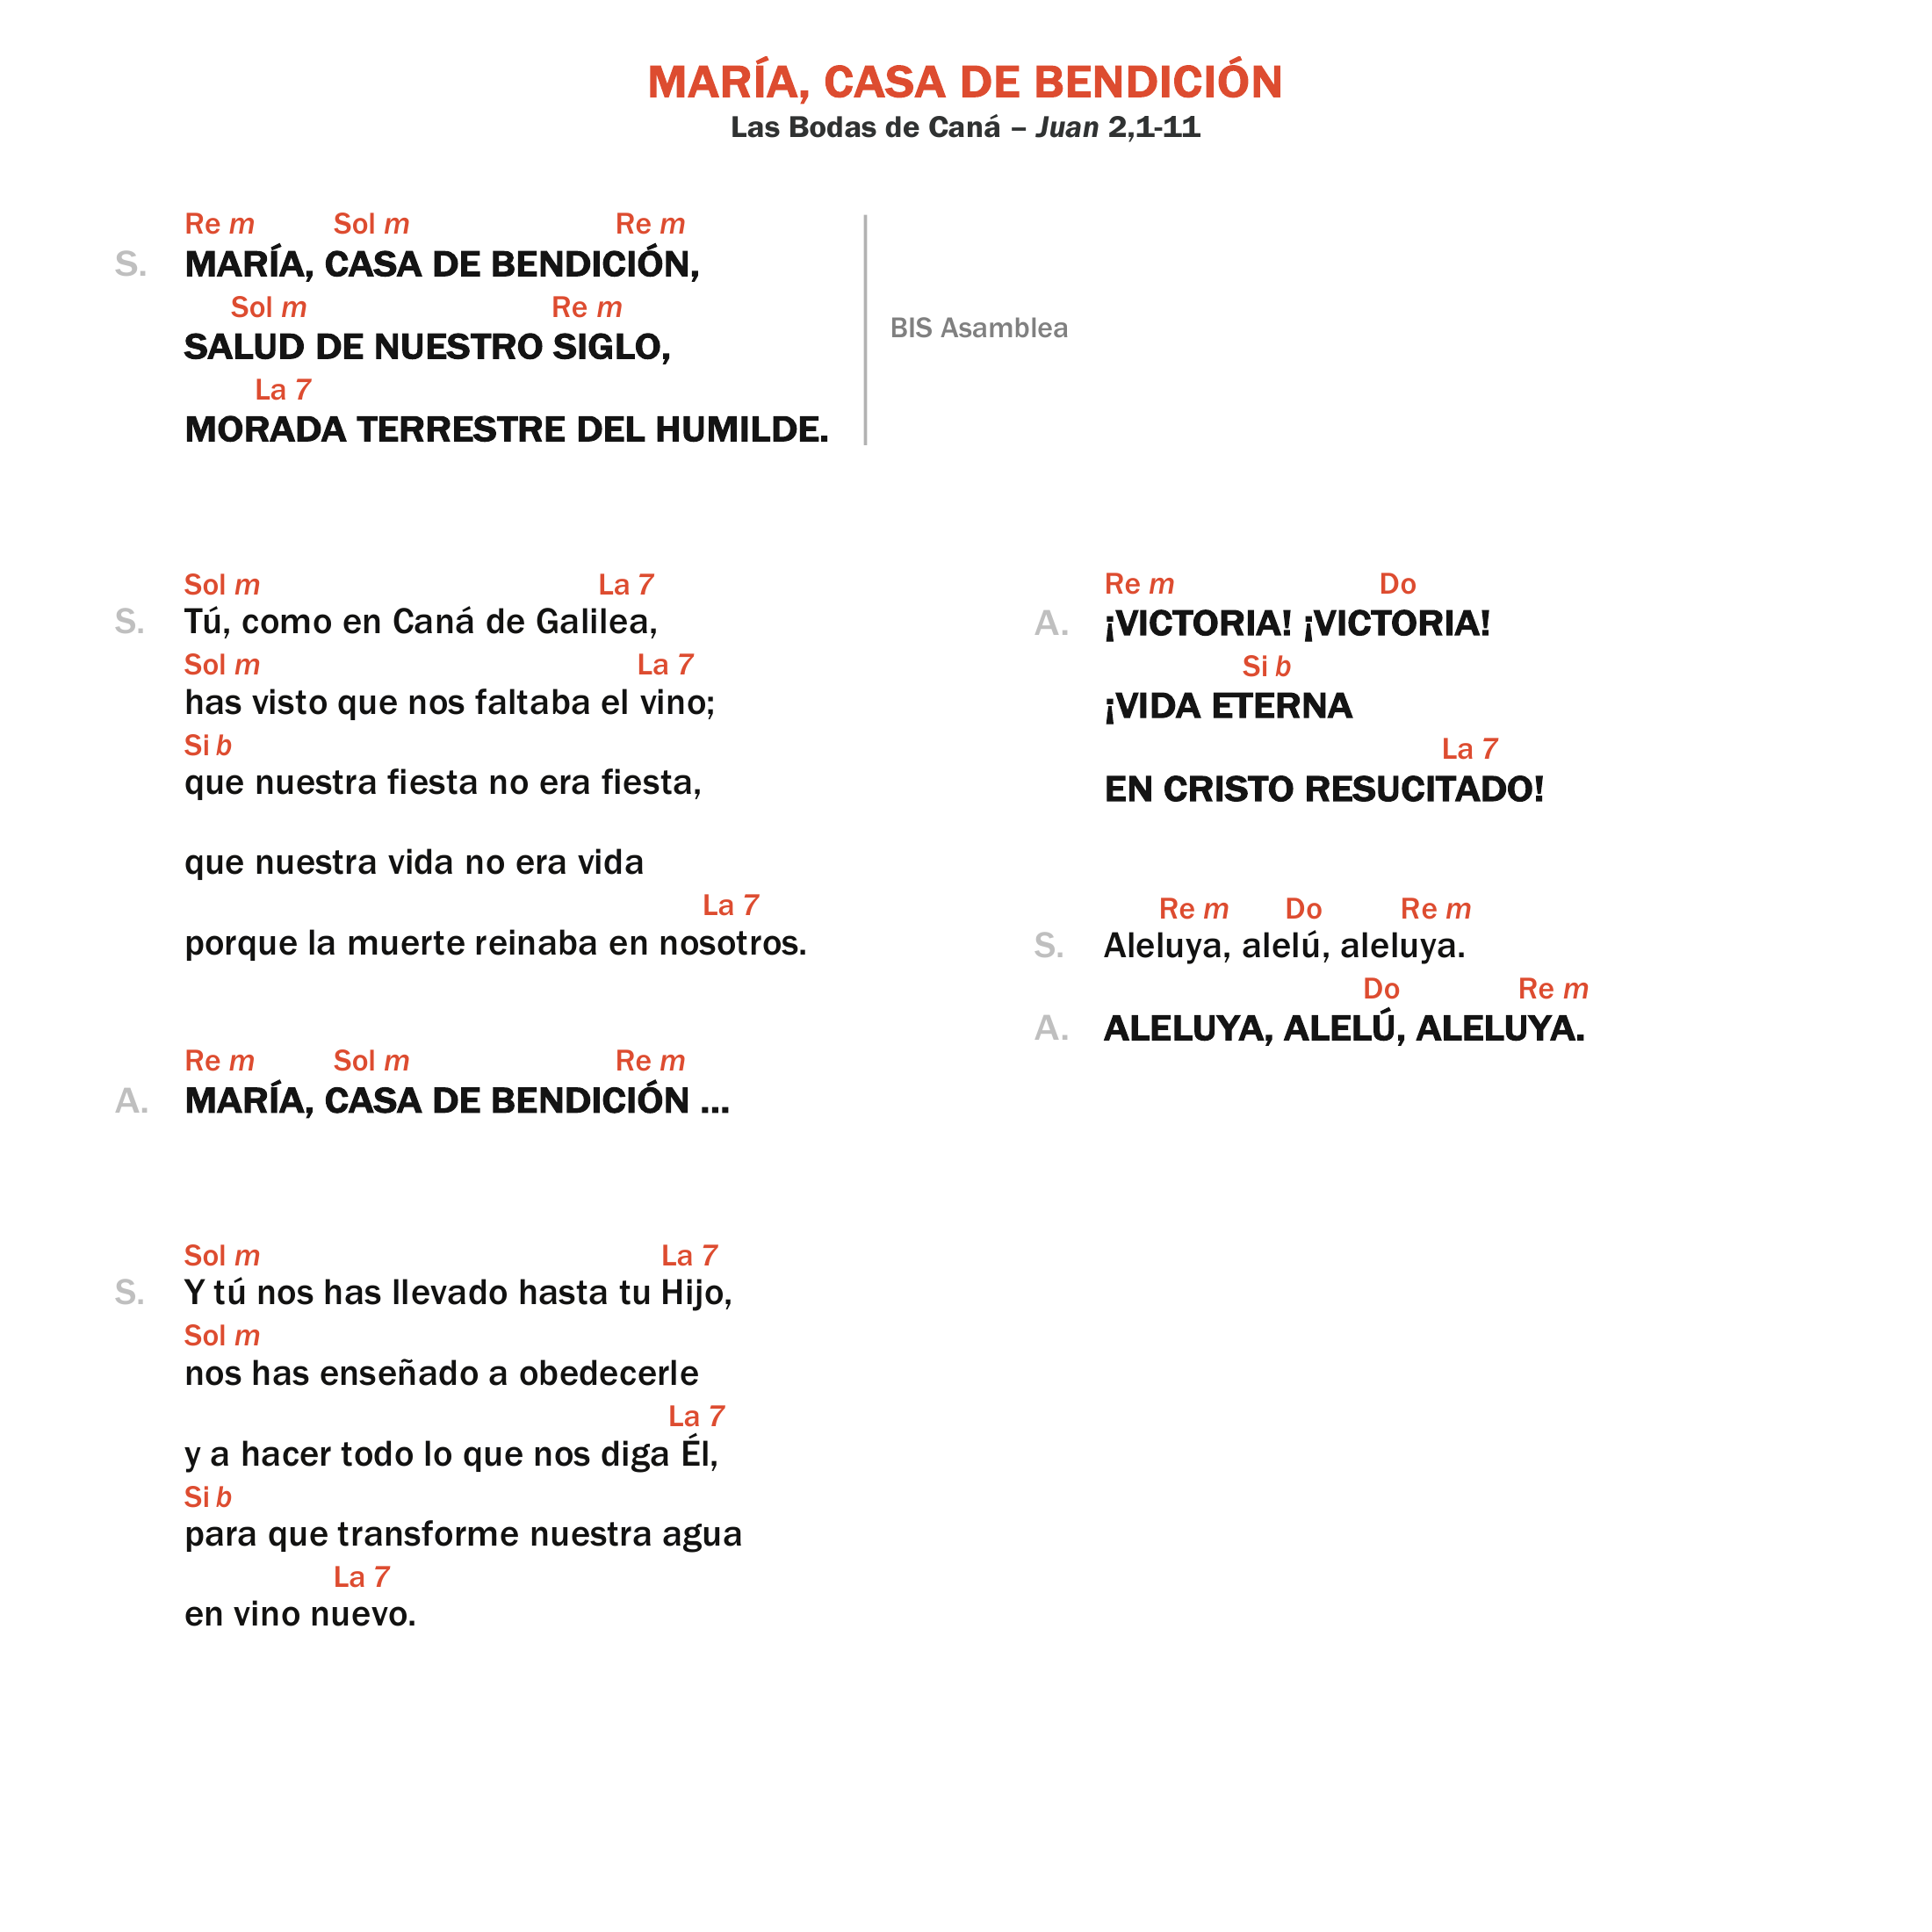 MARÍA, CASA DE BENDICIÓN
Las Bodas de Caná – Juan 2,1-11
Re m Sol m Re m
S. MARÍA, CASA DE BENDICIÓN,
Sol m Re m
SALUD DE NUESTRO SIGLO,
La 7
MORADA TERRESTRE DEL HUMILDE.
BIS Asamblea
Sol m La 7
S. Tú, como en Caná de Galilea,
Sol m La 7
has visto que nos faltaba el vino;
Si b
que nuestra fiesta no era fiesta,
que nuestra vida no era vida
La 7
porque la muerte reinaba en nosotros.
Re m Sol m Re m
A. MARÍA, CASA DE BENDICIÓN ...
Sol m La 7
S. Y tú nos has llevado hasta tu Hijo,
Sol m
nos has enseñado a obedecerle
La 7
y a hacer todo lo que nos diga Él,
Si b
para que transforme nuestra agua
La 7
en vino nuevo.
Re m Do
A. ¡VICTORIA! ¡VICTORIA!
Si b
¡VIDA ETERNA
La 7
EN CRISTO RESUCITADO!
Re m Do Re m
S. Aleluya, alelú, aleluya.
Do Re m
A. ALELUYA, ALELÚ, ALELUYA.